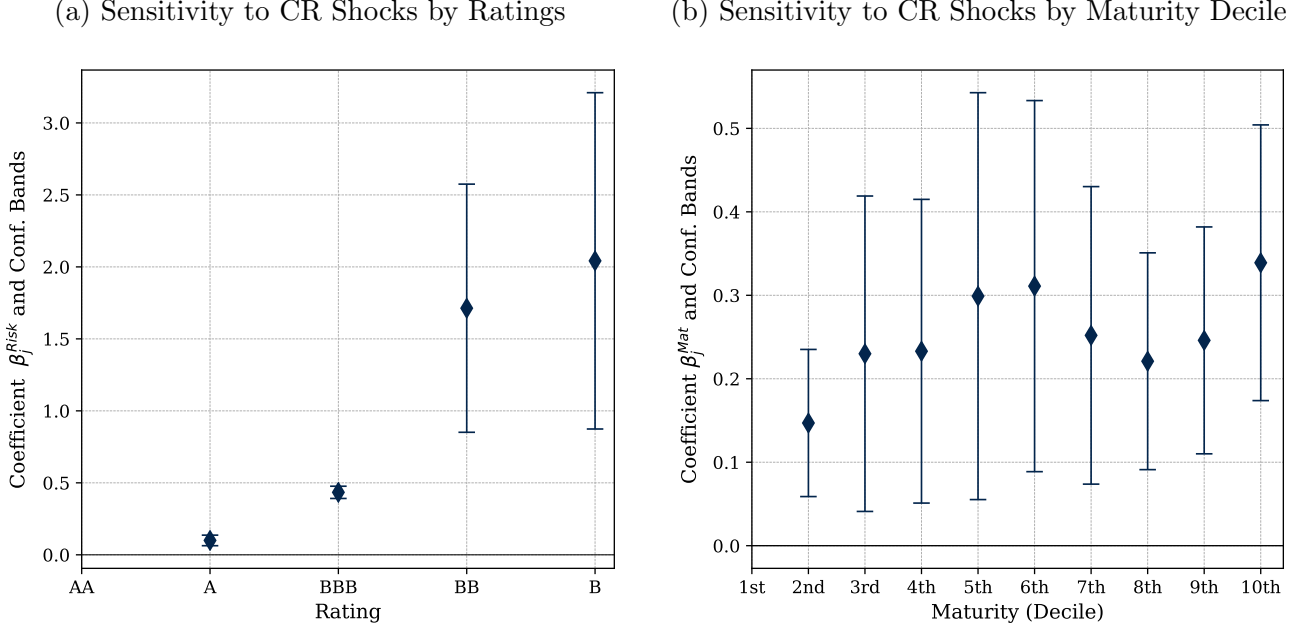 (a) Sensitivity to CR Shocks by Ratings
Coefficient β_j^{Risk} and Conf. Bands
3.0
2.5
2.0
1.5
1.0
0.5
0.0
AA A BBB BB B
Rating
(b) Sensitivity to CR Shocks by Maturity Decile
Coefficient β_j^{Mat} and Conf. Bands
0.5
0.4
0.3
0.2
0.1
0.0
1st 2nd 3rd 4th 5th 6th 7th 8th 9th 10th
Maturity (Decile)